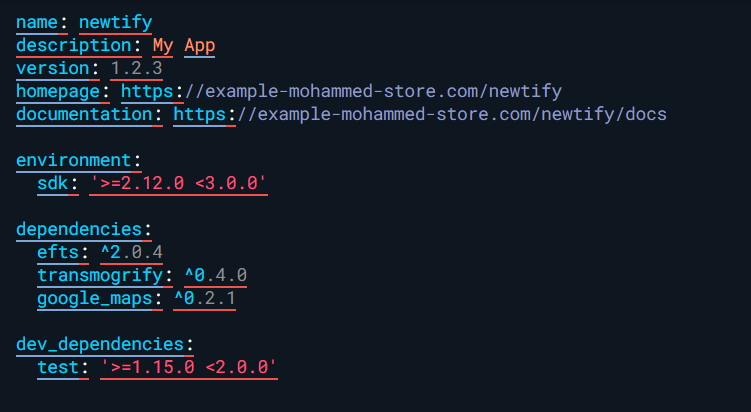 name: newtify
description: My App
version: 1.2.3
homepage: https://example-mohammed-store.com/newtify
documentation: https://example-mohammed-store.com/newtify/docs
environment:
sdk: '>=2.12.0 <3.0.0'
dependencies:
efts: ^2.0.4
transmogrify: ^0.4.0
google_maps: ^0.2.1
dev_dependencies:
test: '>=1.15.0 <2.0.0'